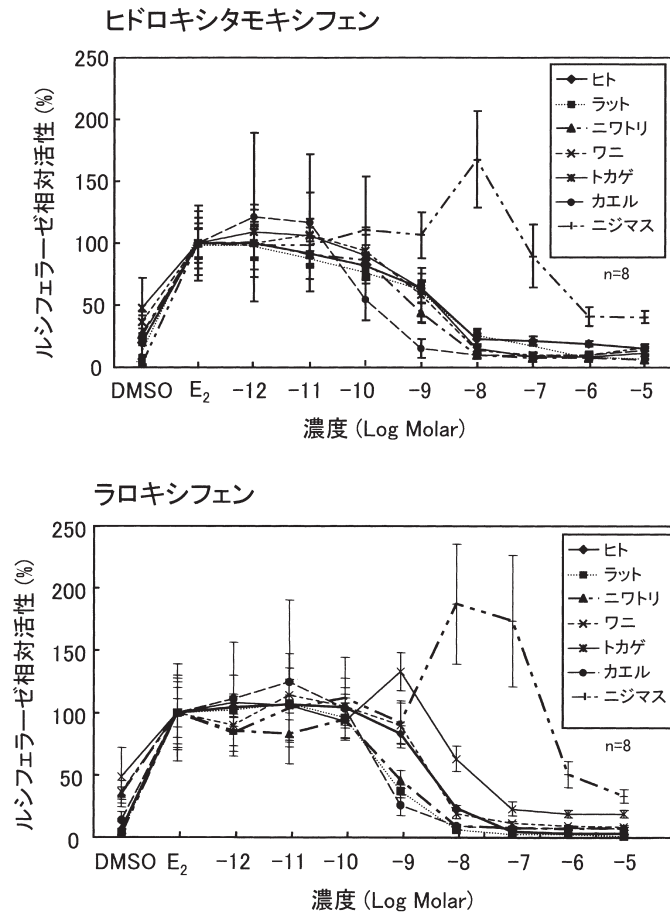 ヒドロキシタモキシフェン
ルシフェラーゼ相対活性 (%)
250
200
150
100
50
0
ヒト
ラット
ニワトリ
ワニ
トカゲ
カエル
ニジマス
n=8
DMSO E₂ -12 -11 -10 -9 -8 -7 -6 -5
濃度 (Log Molar)
ラロキシフェン
ルシフェラーゼ相対活性 (%)
250
200
150
100
50
0
ヒト
ラット
ニワトリ
ワニ
トカゲ
カエル
ニジマス
n=8
DMSO E₂ -12 -11 -10 -9 -8 -7 -6 -5
濃度 (Log Molar)